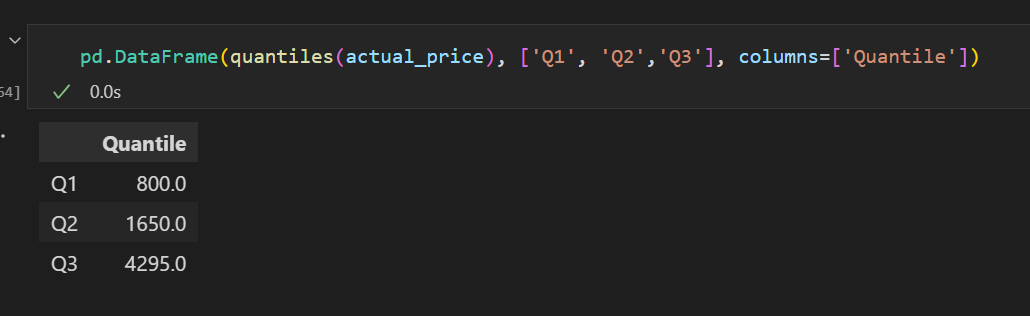 pd.DataFrame(quantiles(actual_price), ['Q1', 'Q2','Q3'], columns=['Quantile'])
54]
0.0s
Quantile
Q1 800.0
Q2 1650.0
Q3 4295.0